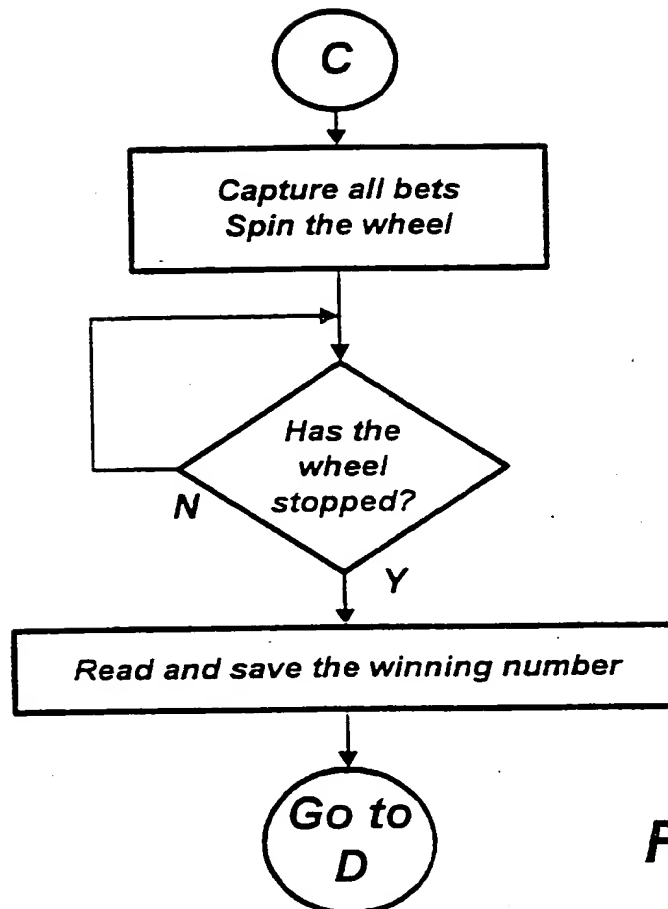 C
Capture all bets
Spin the wheel
Has the
wheel
stopped?
N
Y
Read and save the winning number
Go to
D